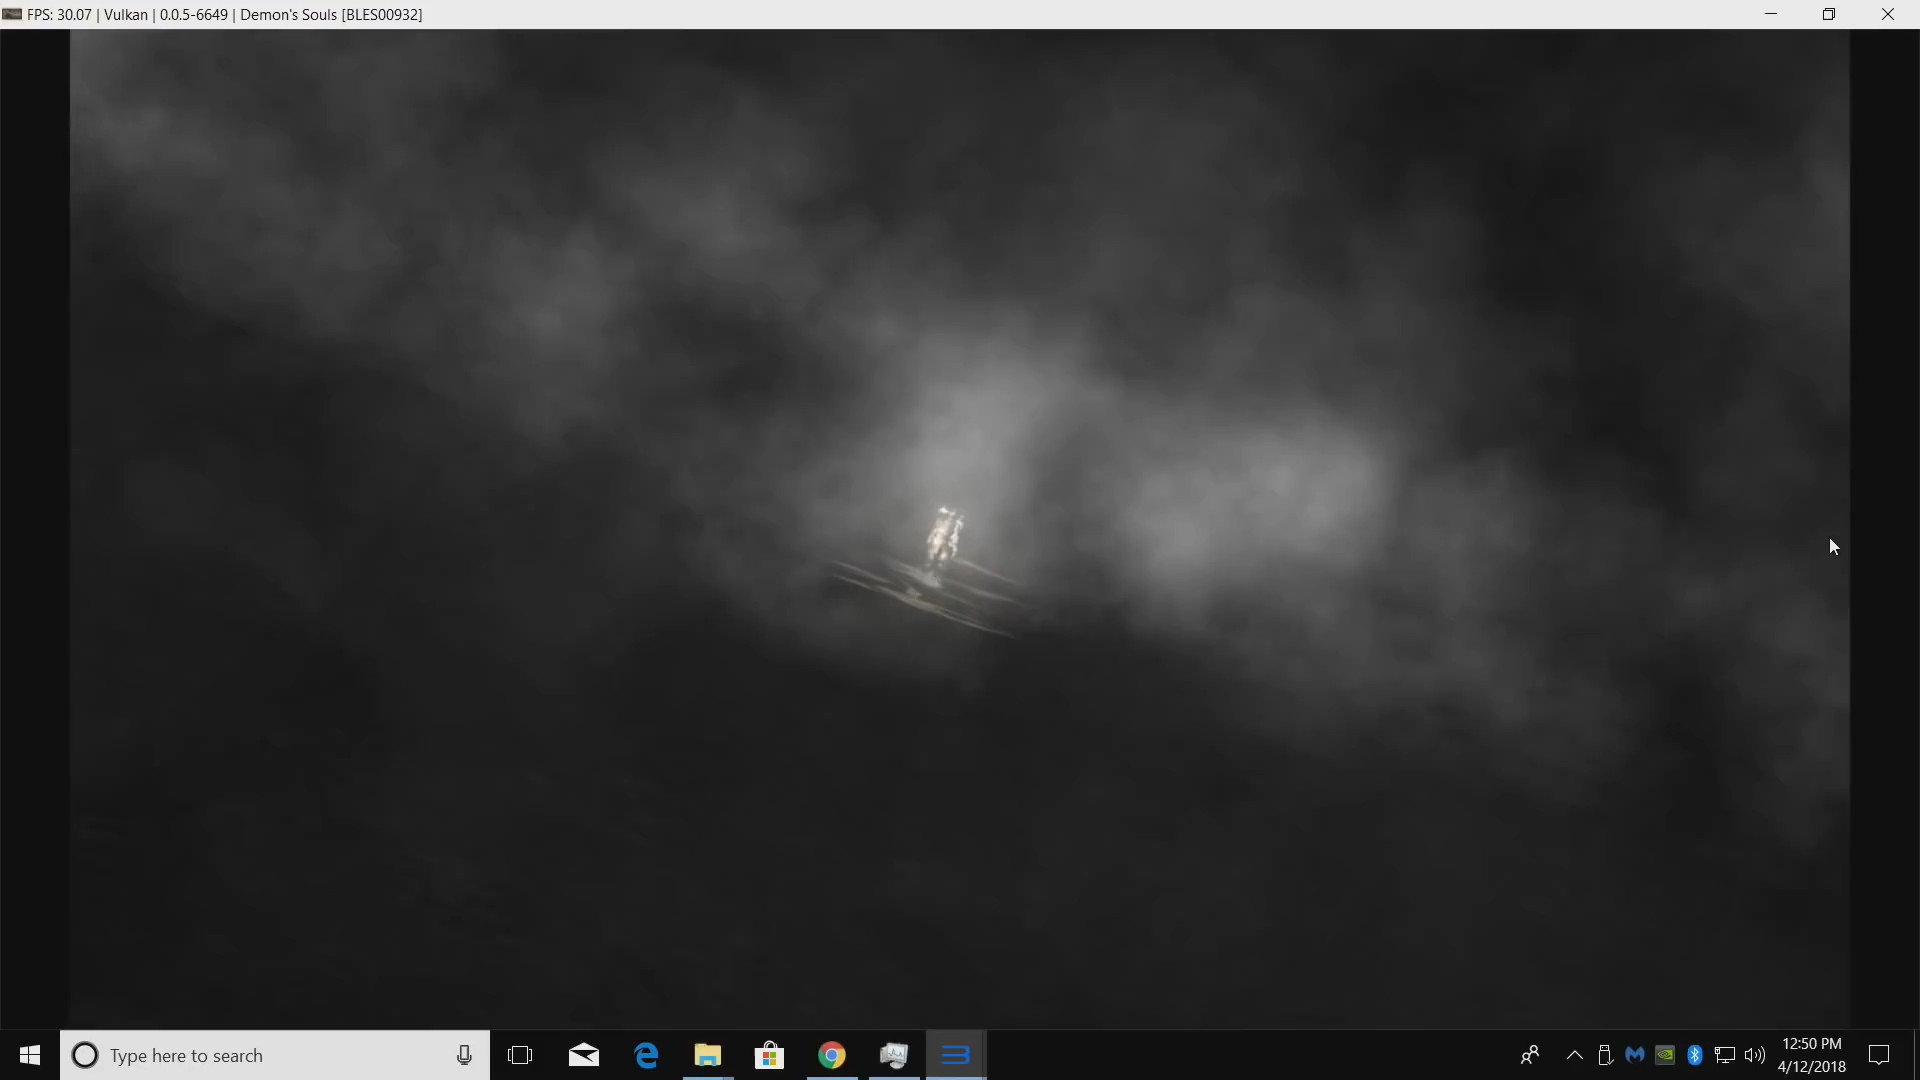 FPS: 30.07 | Vulkan | 0.0.5-6649 | Demon's Souls [BLES00932]
Type here to search
12:50 PM
4/12/2018